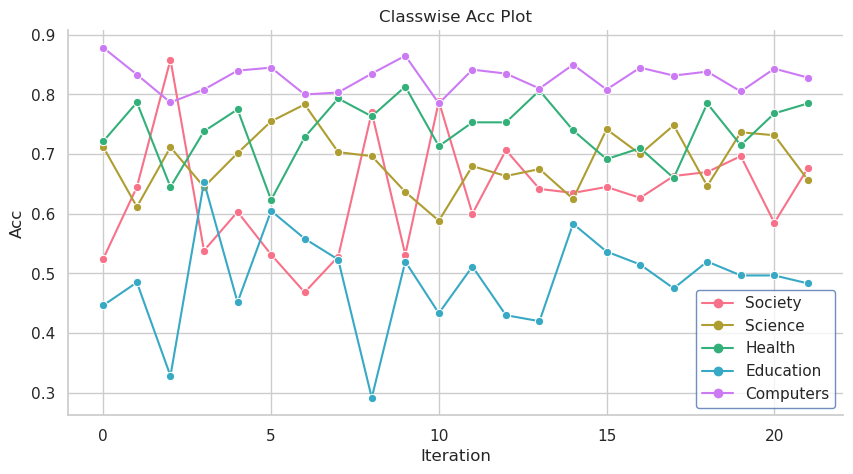 Classwise Acc Plot
0.9
0.8
0.7
0.6
0.5
0.4
0.3
Acc
0
5
10
15
20
Iteration
Society
Science
Health
Education
Computers